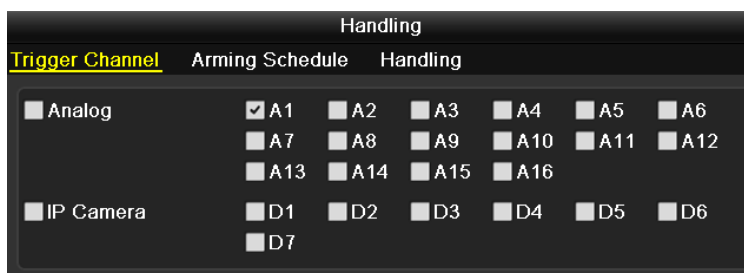 Handling
Trigger Channel Arming Schedule Handling
Analog A1 A2 A3 A4 A5 A6
A7 A8 A9 A10 A11 A12
A13 A14 A15 A16
IP Camera D1 D2 D3 D4 D5 D6
D7